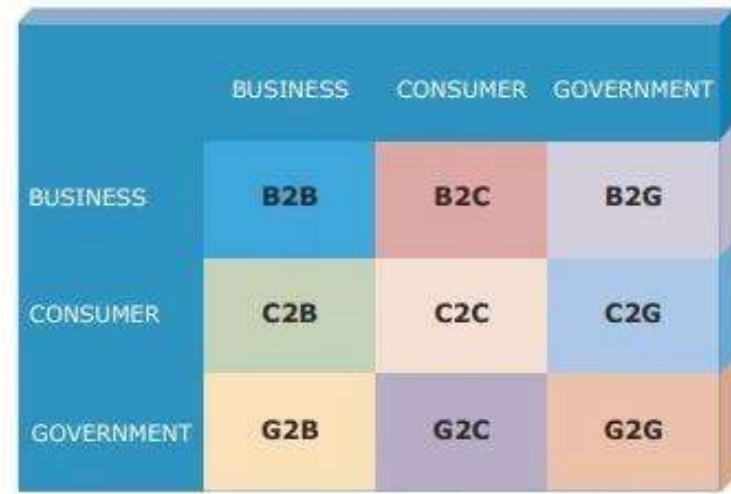 BUSINESS CONSUMER GOVERNMENT
BUSINESS B2B B2C B2G
CONSUMER C2B C2C C2G
GOVERNMENT G2B G2C G2G